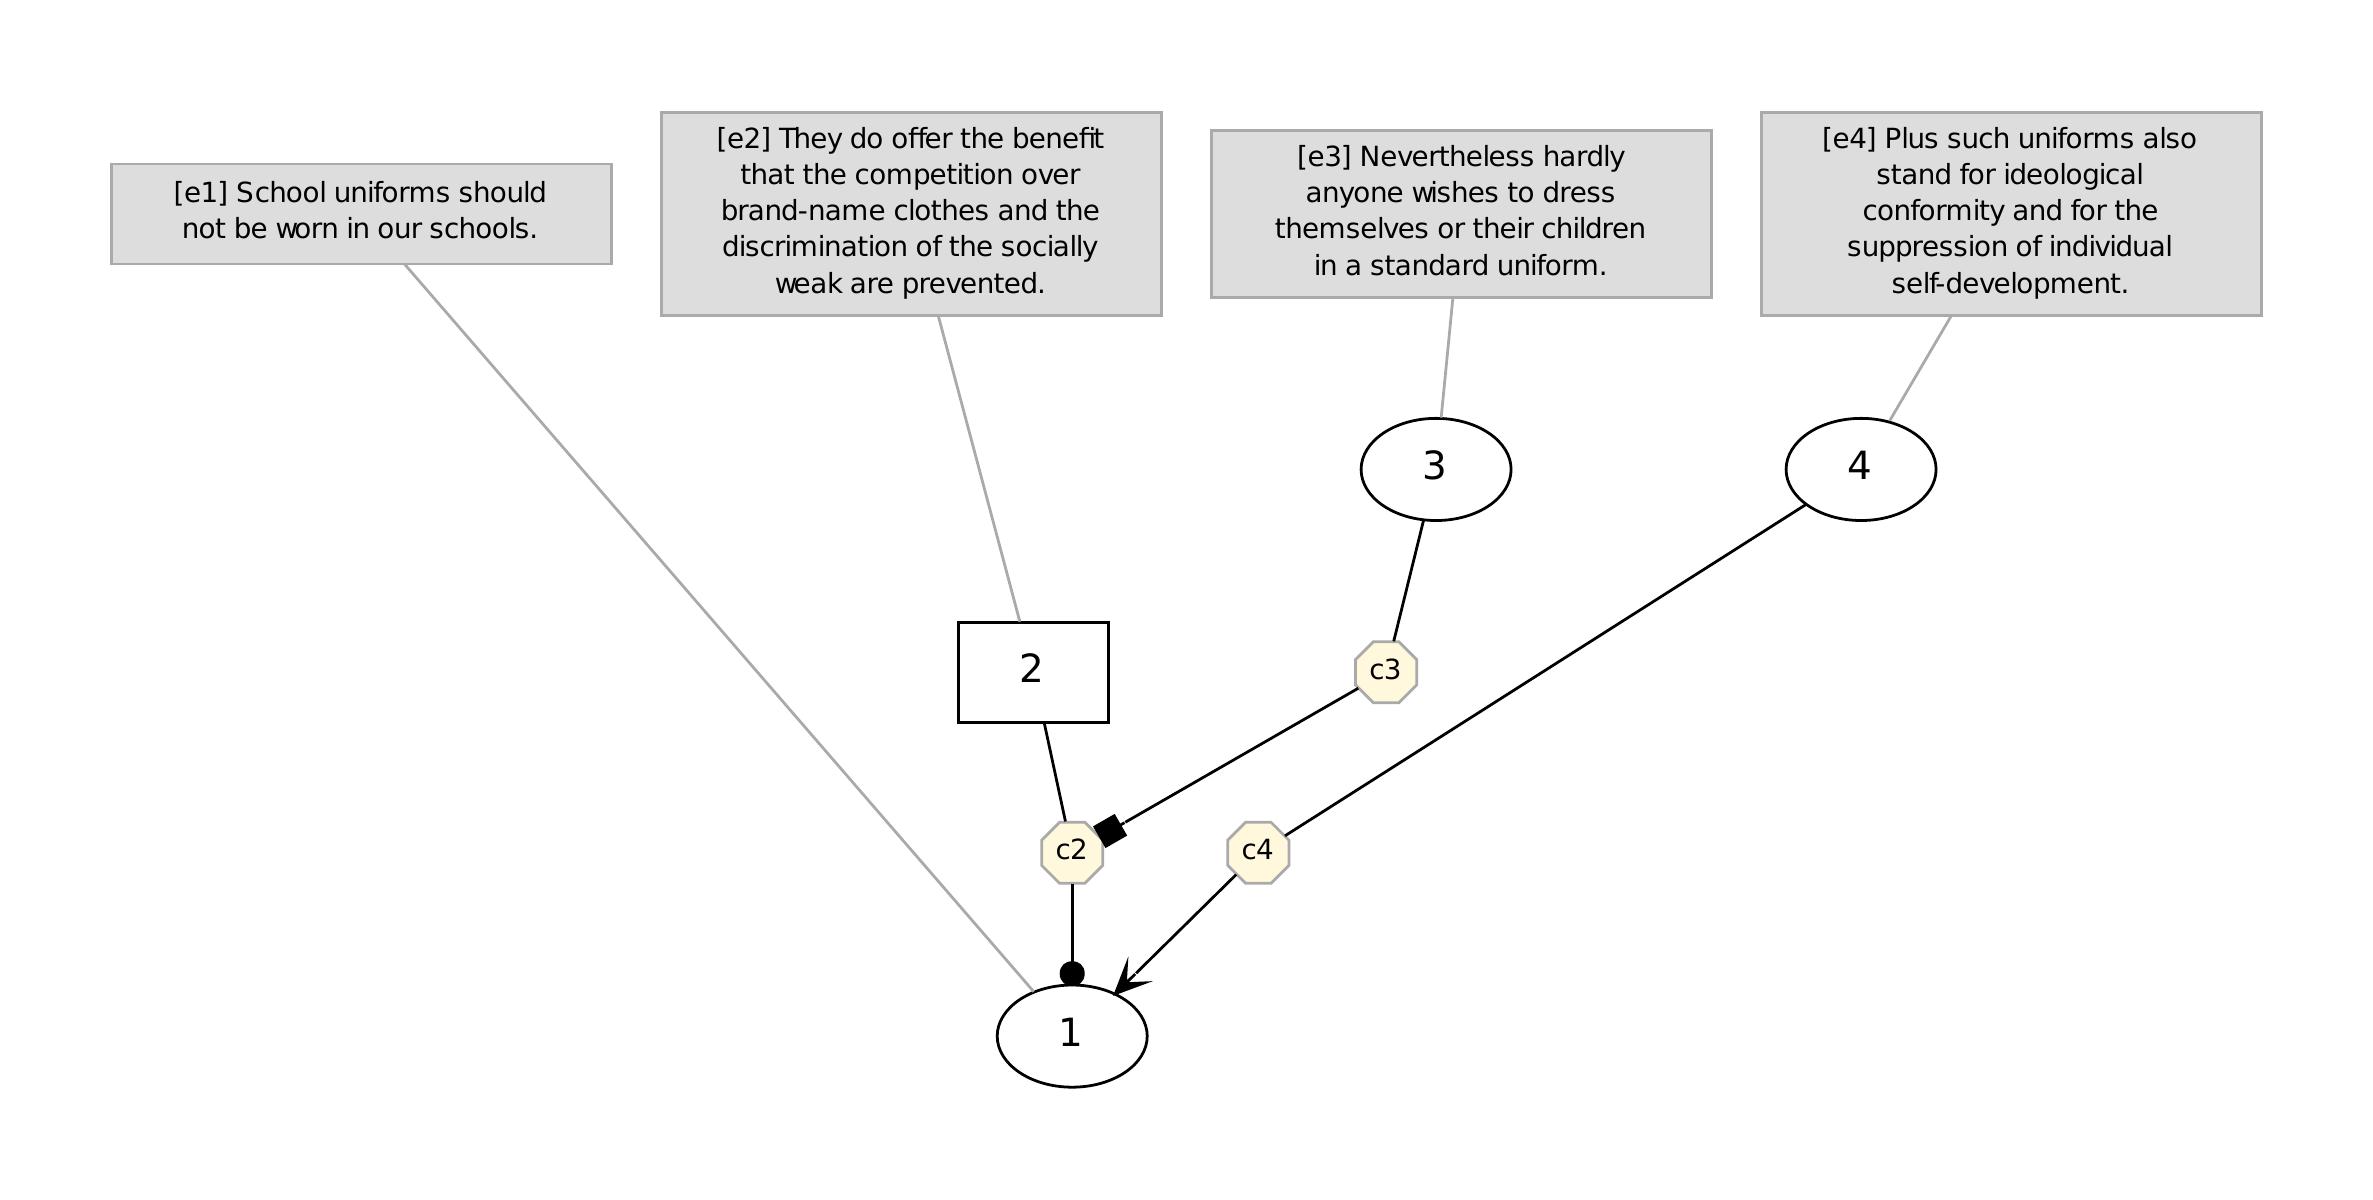 [e1] School uniforms should
not be worn in our schools.
[e2] They do offer the benefit
that the competition over
brand-name clothes and the
discrimination of the socially
weak are prevented.
[e3] Nevertheless hardly
anyone wishes to dress
themselves or their children
in a standard uniform.
[e4] Plus such uniforms also
stand for ideological
conformity and for the
suppression of individual
self-development.
3
4
2
c3
c2
c4
1